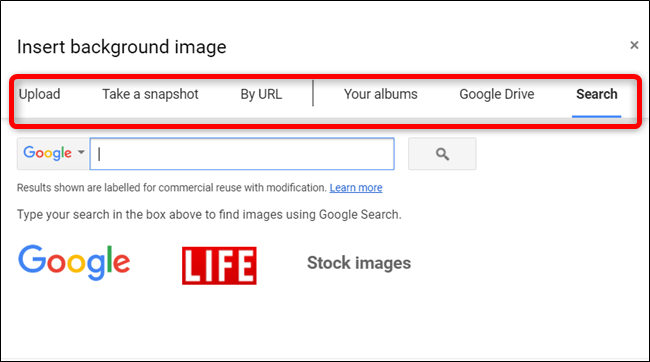 Insert background image ×
Upload Take a snapshot By URL Your albums Google Drive Search
Google
Results shown are labelled for commercial reuse with modification. Learn more
Type your search in the box above to find images using Google Search.
Google LIFE Stock images